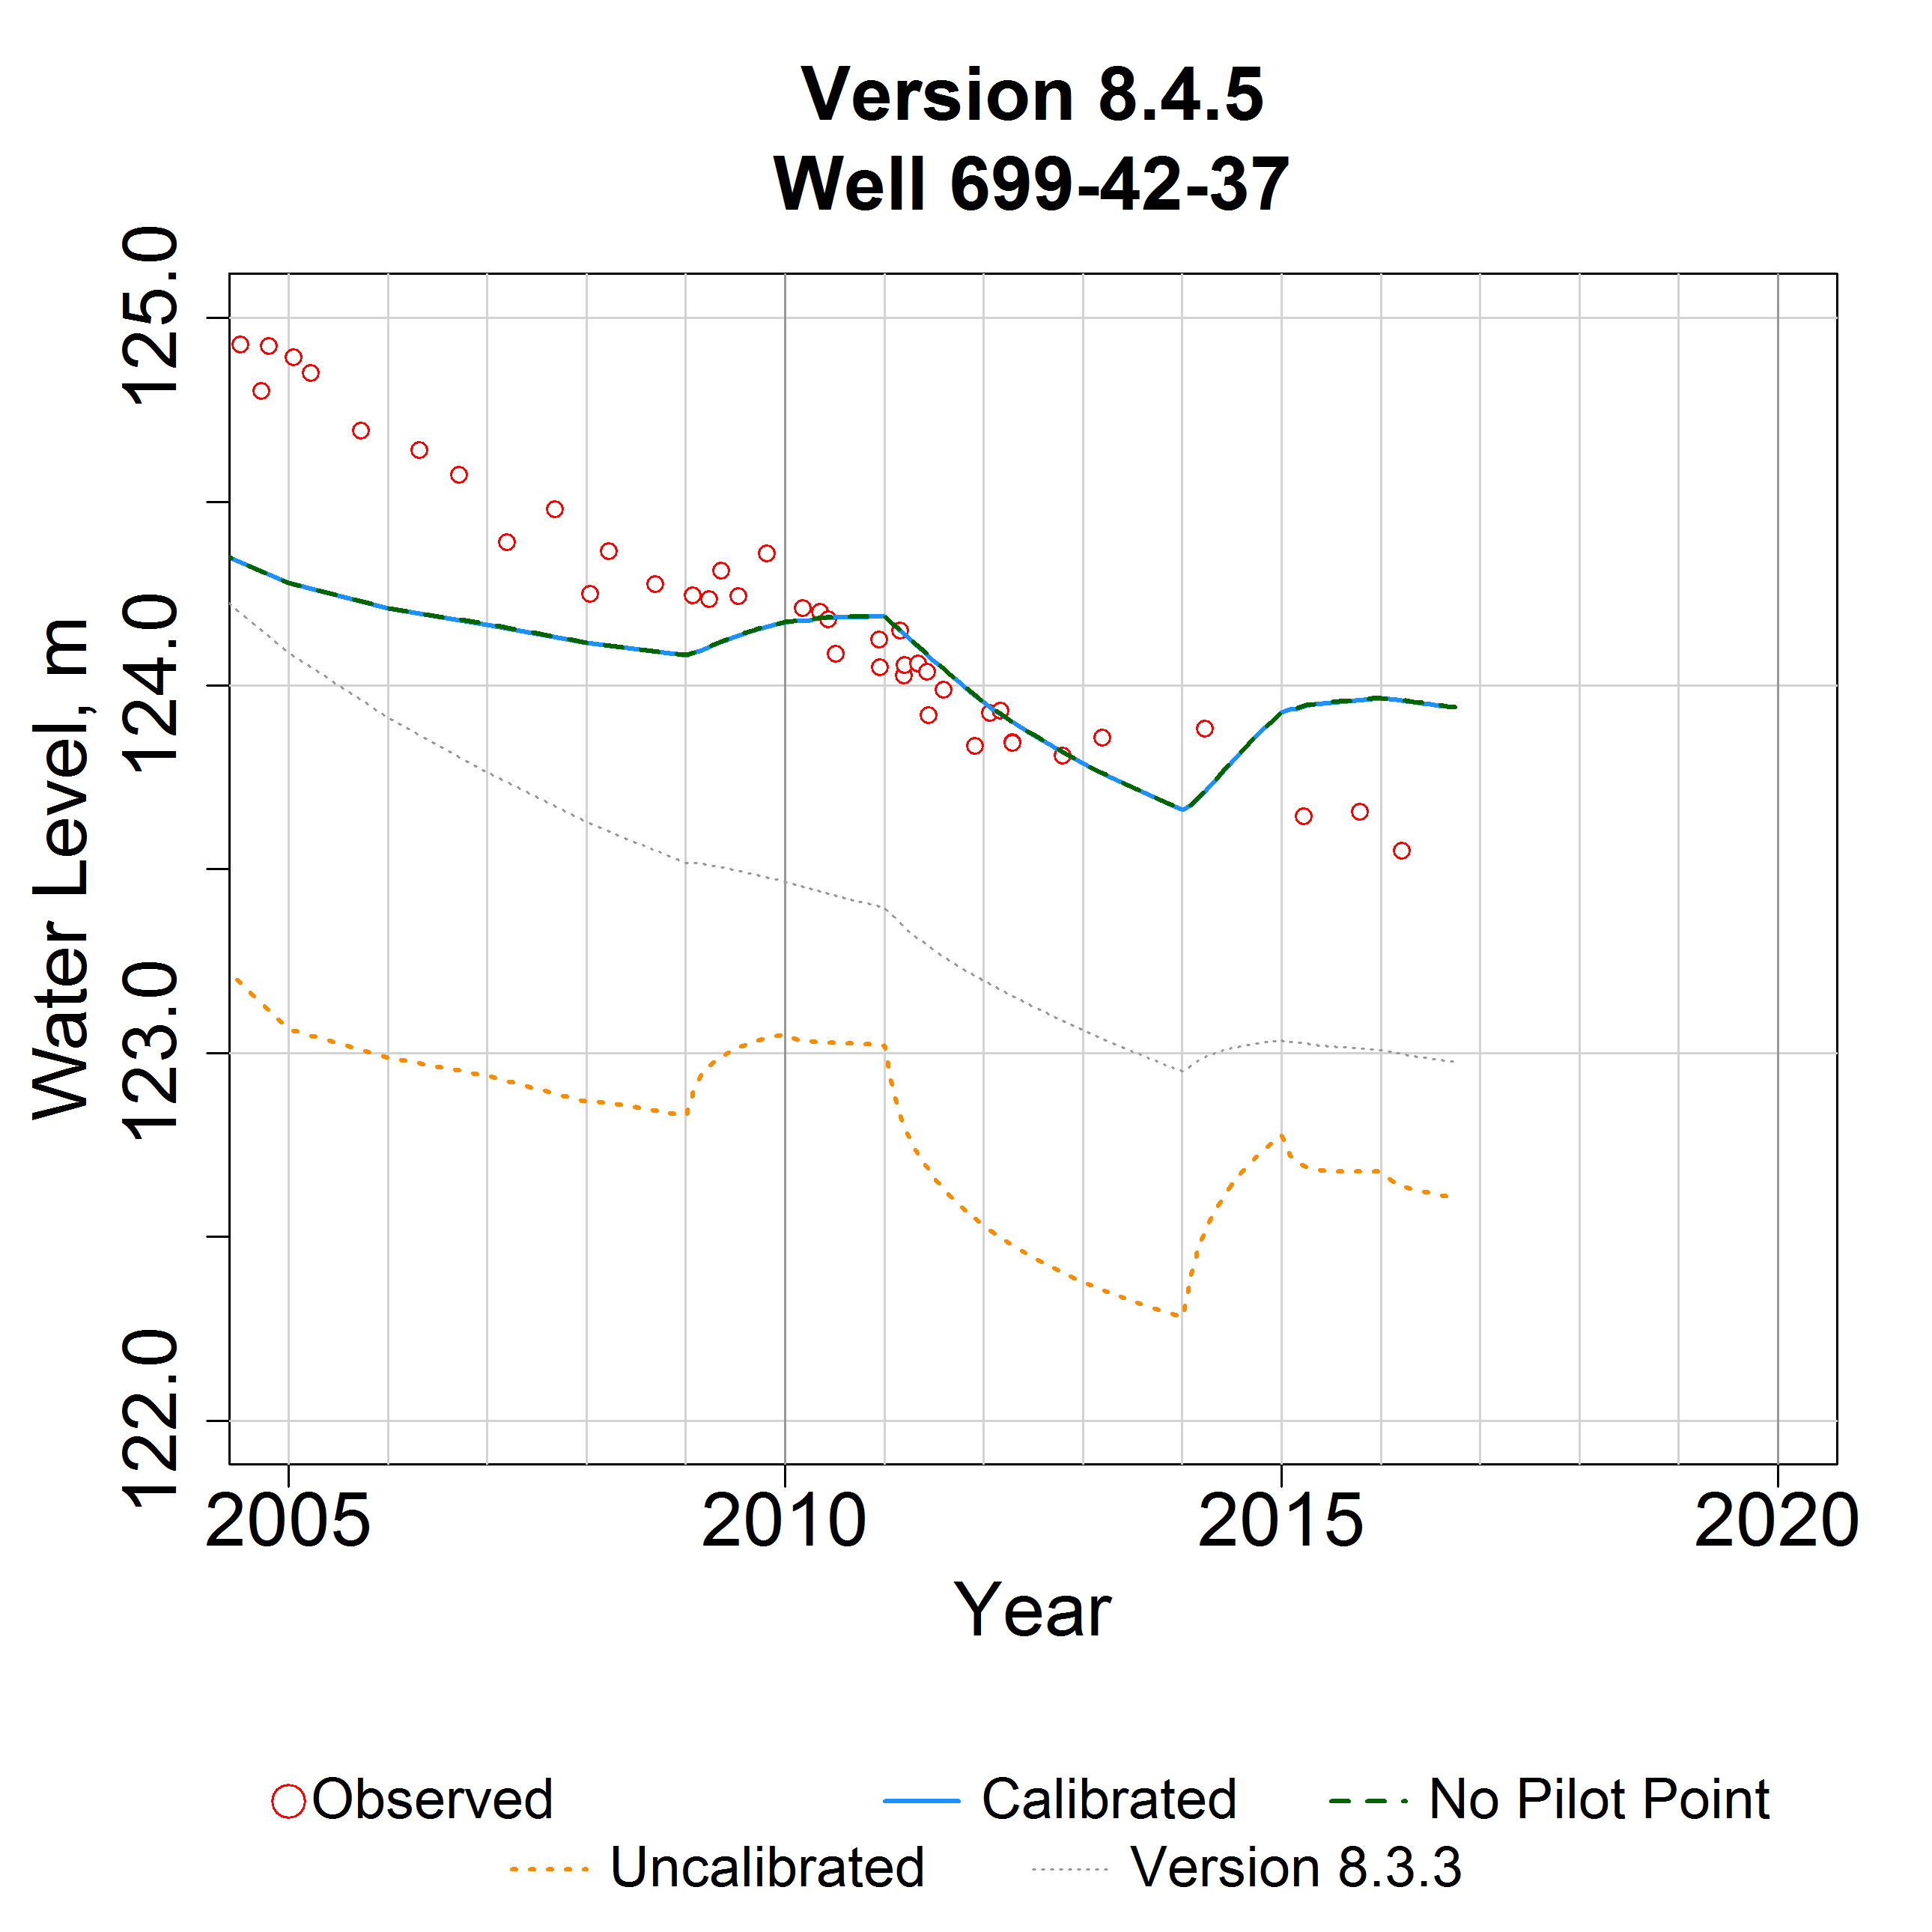 Version 8.4.5
Well 699-42-37
Water Level, m
125.0
124.0
123.0
122.0
2005 2010 2015 2020
Year
Observed Calibrated No Pilot Point
Uncalibrated Version 8.3.3